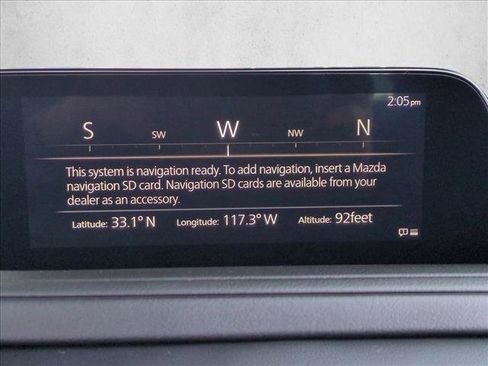 2:05pm
S SW W NW N
This system is navigation ready. To add navigation, insert a Mazda
navigation SD card. Navigation SD cards are available from your
dealer as an accessory.
Latitude: 33.1° N Longitude: 117.3° W Altitude: 92feet